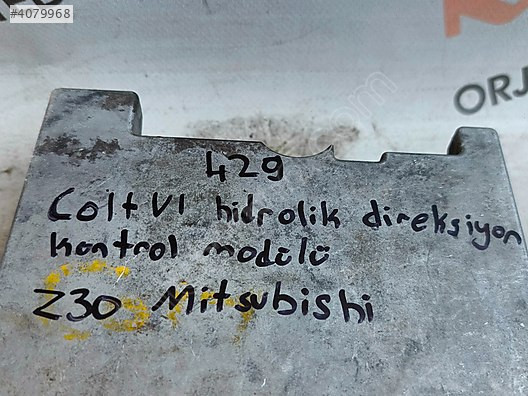 #4079968
ORJ
429
Colt VI hidrolik direksiyon
kontrol modülü
Z30 Mitsubishi